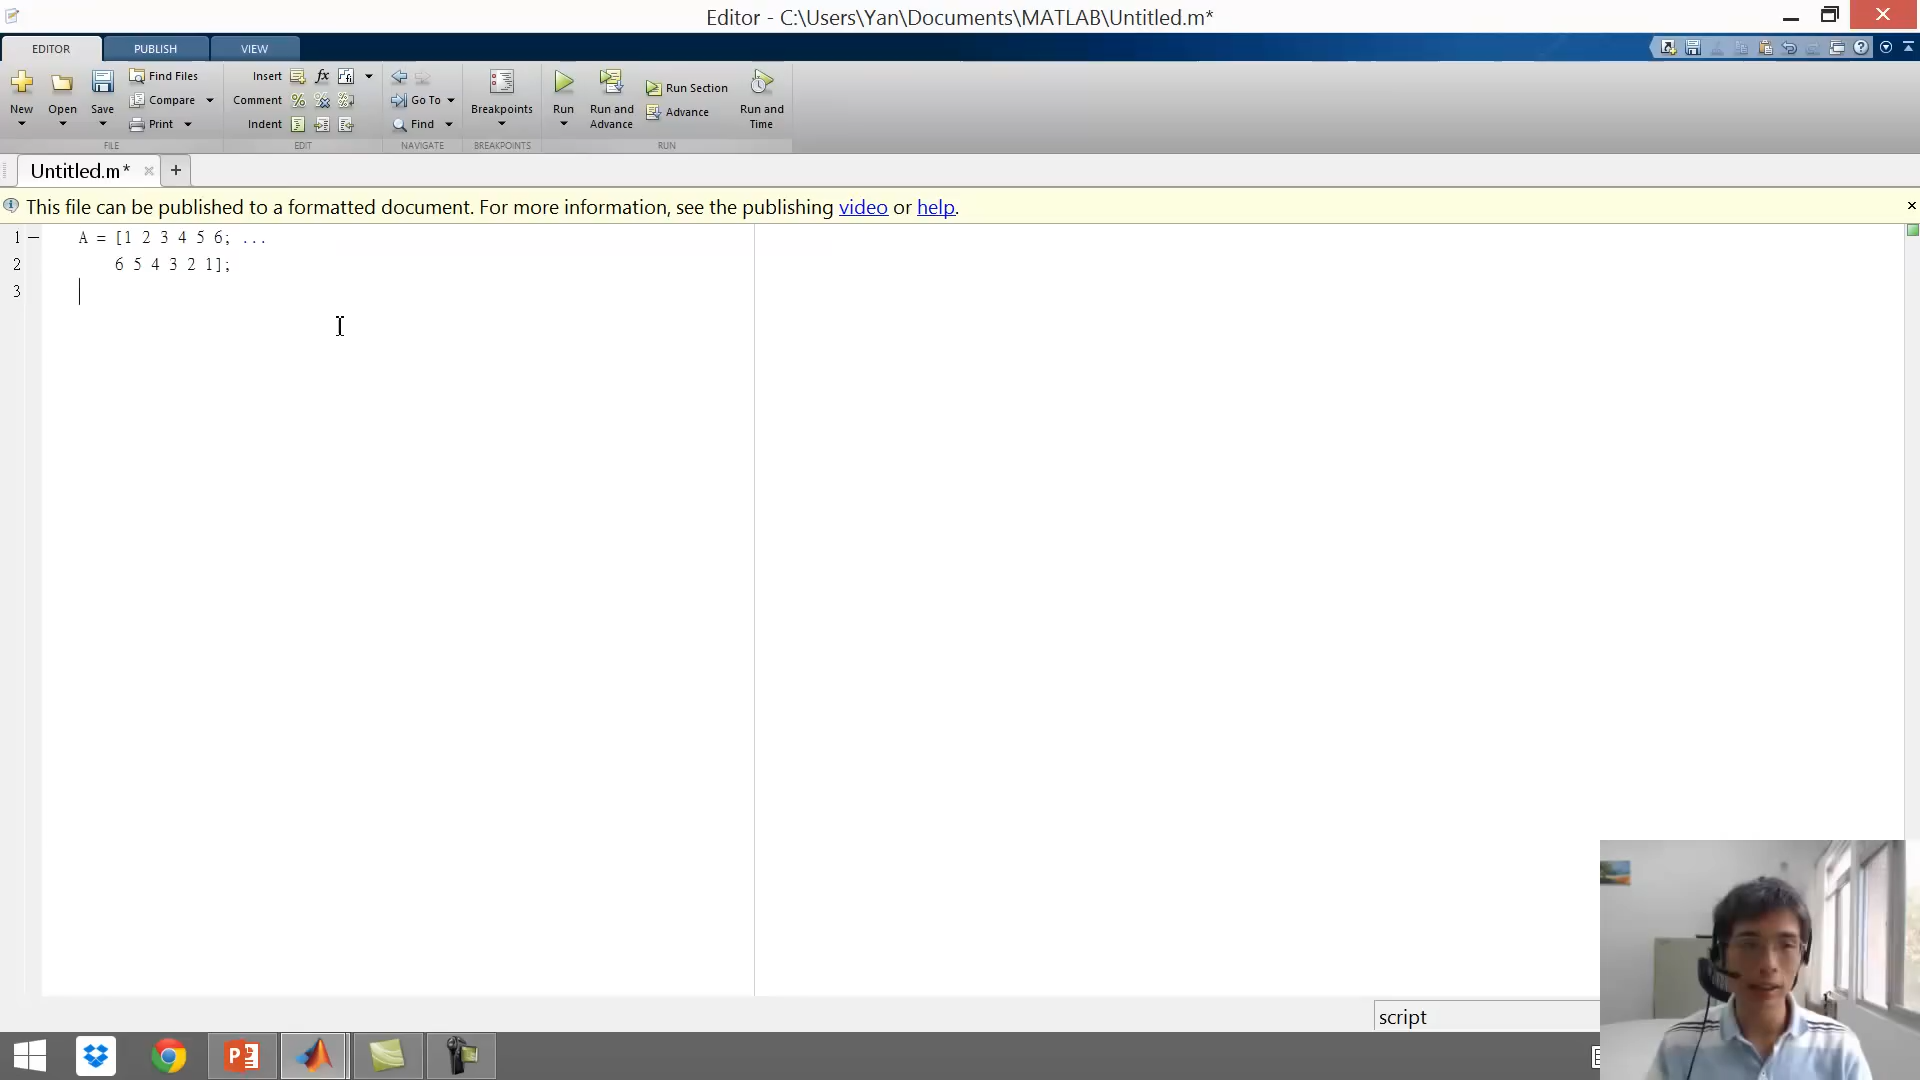 Editor - C:\Users\Yan\Documents\MATLAB\Untitled.m*
EDITOR PUBLISH VIEW
New Open Save Find Files Compare Print FILE
Insert Comment Indent EDIT
Go To Find NAVIGATE
Breakpoints BREAKPOINTS
Run Run and Advance Run Section Advance Run and Time RUN
Untitled.m* × +
This file can be published to a formatted document. For more information, see the publishing video or help.
1 A = [1 2 3 4 5 6; ...
2 6 5 4 3 2 1];
3
script